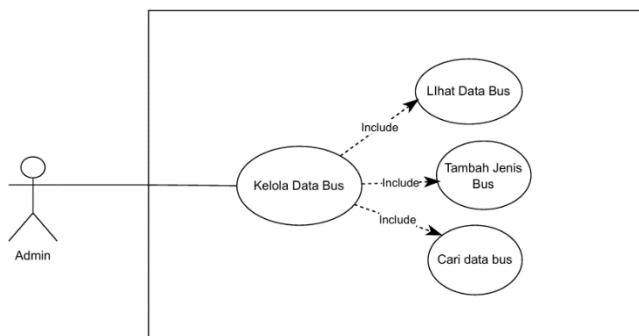 LIhat Data Bus
Include
Tambah Jenis
Bus
Kelola Data Bus
Include
Include
Admin
Cari data bus